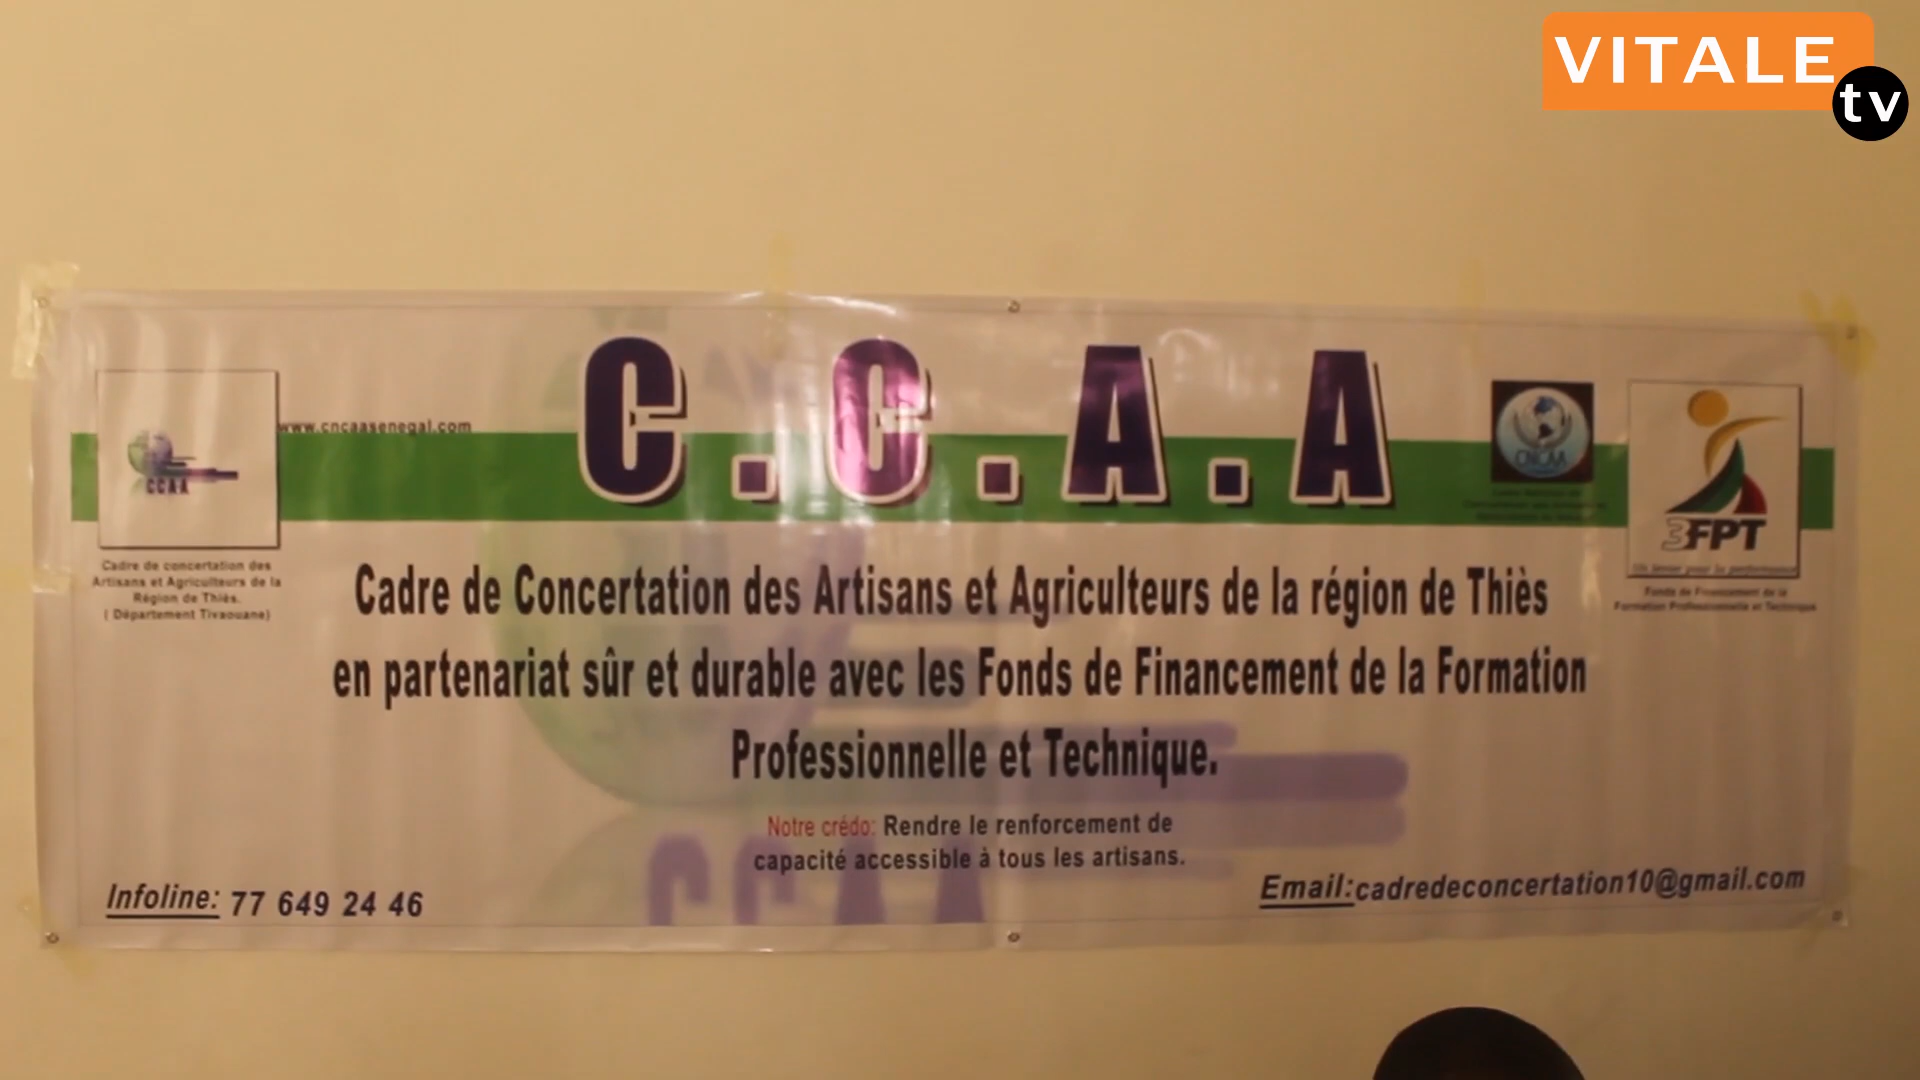 VITALE
tv
C.C.A.A
www.cncaasenegal.com
CCAA
CNCAA
3FPT
Cadre de concertation des
Artisans et Agriculteurs de la
Région de Thiès.
( Département Tivaouane)
Fonds de Financement de la
Formation Professionnelle et Technique
Cadre de Concertation des Artisans et Agriculteurs de la région de Thiès
en partenariat sûr et durable avec les Fonds de Financement de la Formation
Professionnelle et Technique.
Notre crédo: Rendre le renforcement de
capacité accessible à tous les artisans.
CCAA
Infoline: 77 649 24 46
Email:cadredeconcertation10@gmail.com